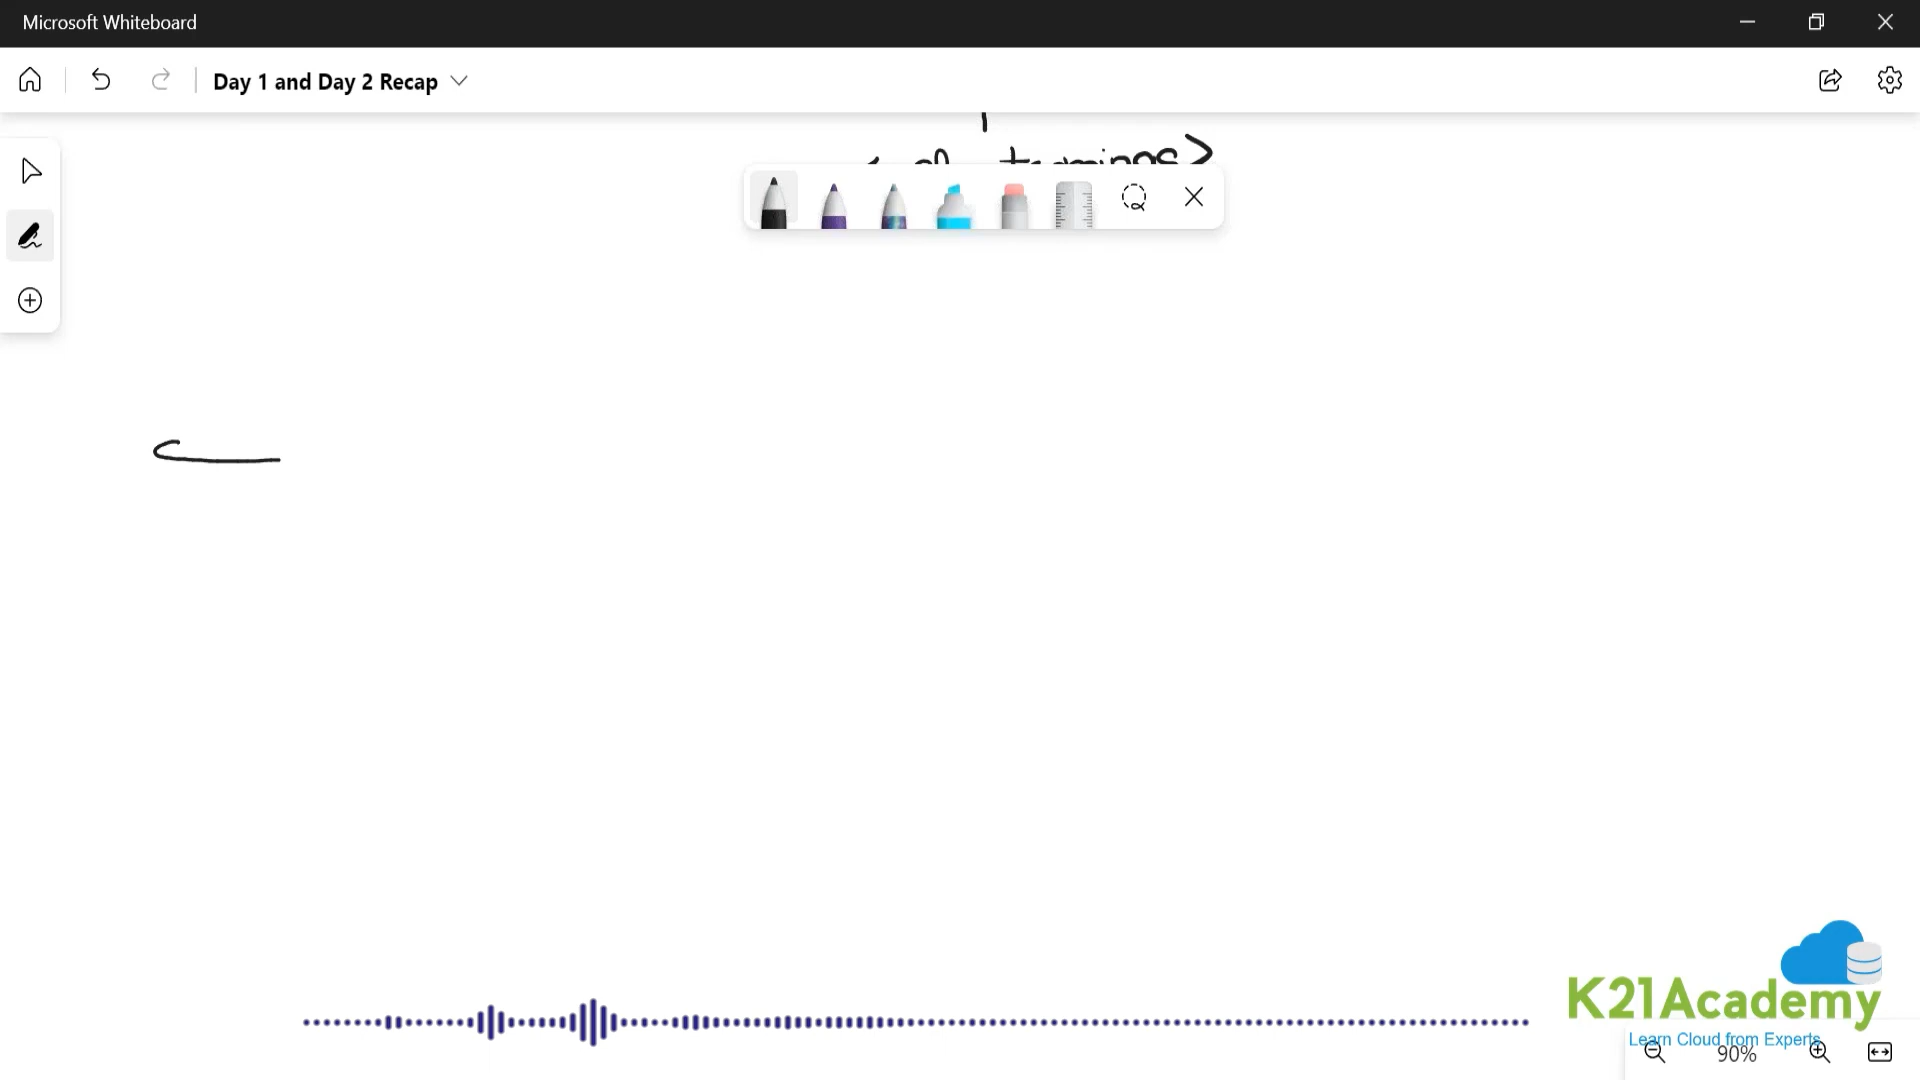 Microsoft Whiteboard
Day 1 and Day 2 Recap
K21Academy
Learn Cloud from Experts
90%